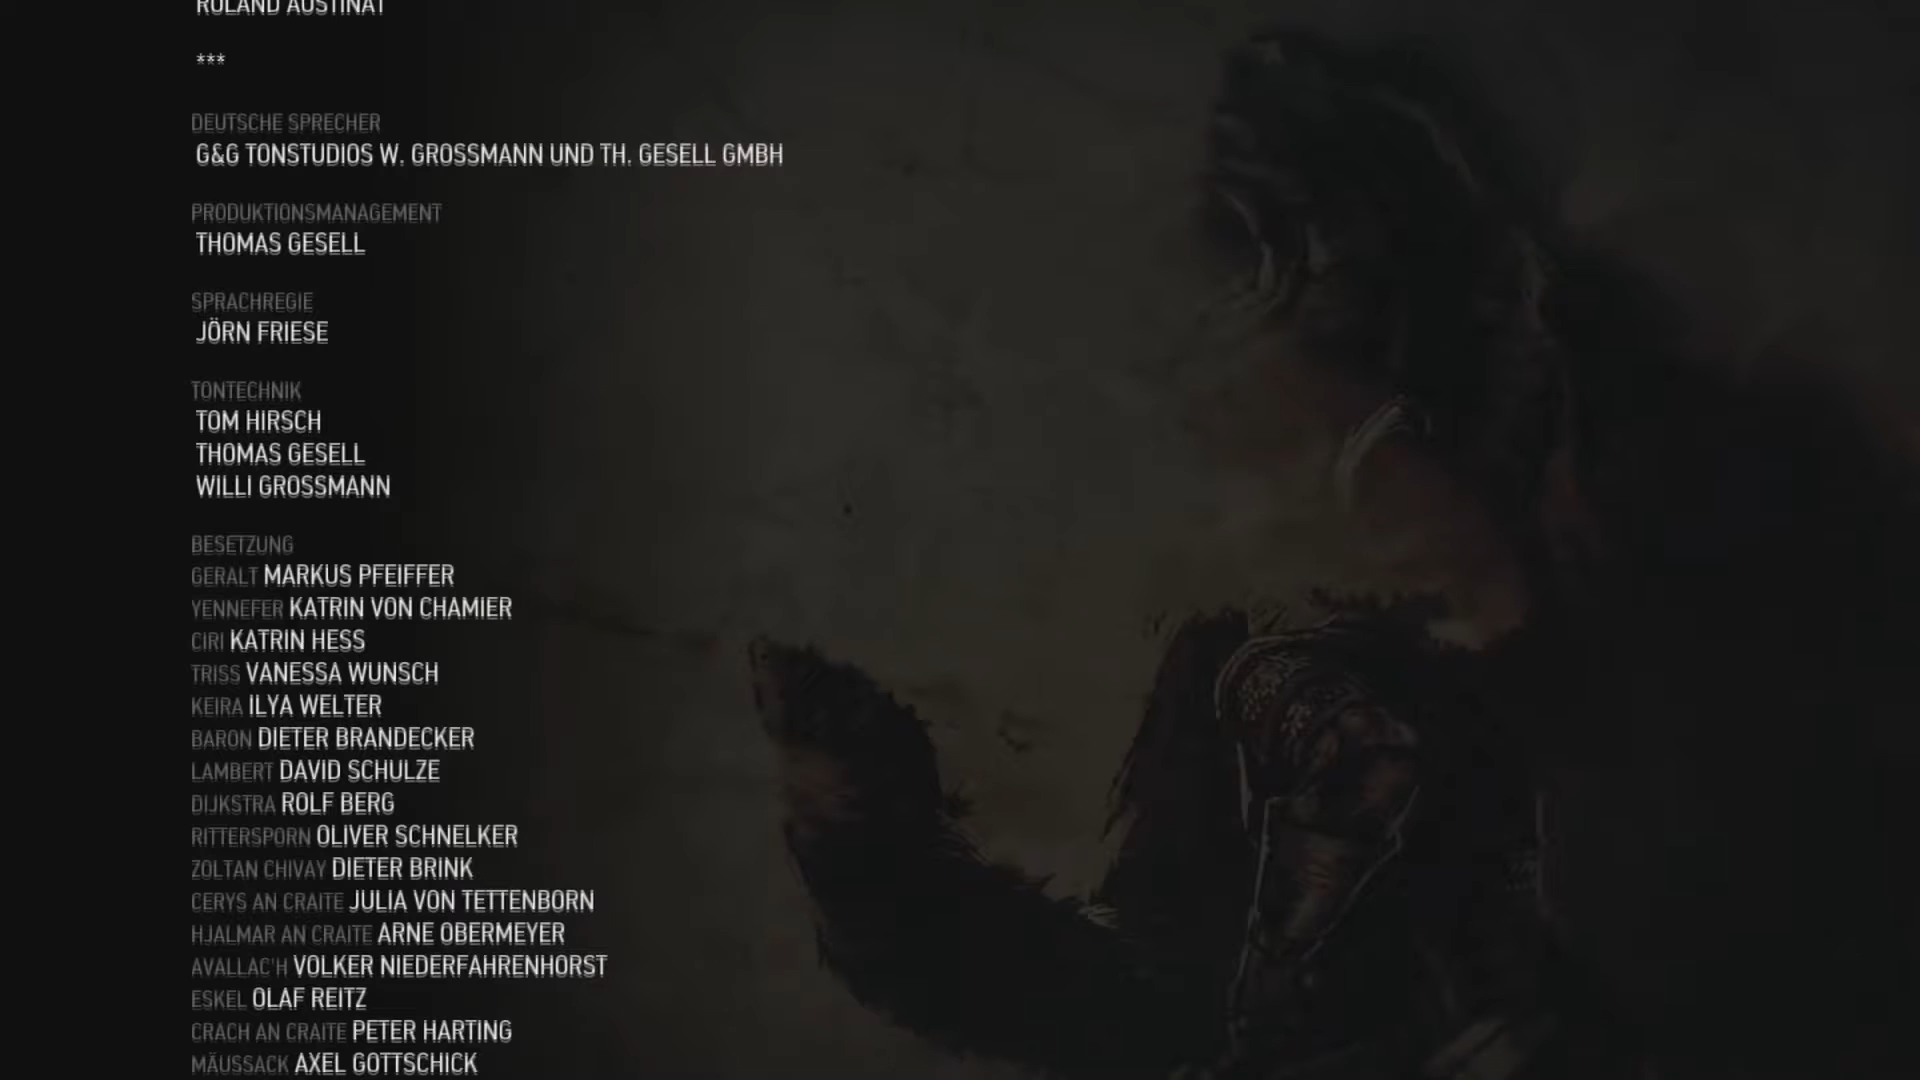 ROLAND AUSTINAT
***
DEUTSCHE SPRECHER
G&G TONSTUDIOS W. GROSSMANN UND TH. GESELL GMBH
PRODUKTIONSMANAGEMENT
THOMAS GESELL
SPRACHREGIE
JÖRN FRIESE
TONTECHNIK
TOM HIRSCH
THOMAS GESELL
WILLI GROSSMANN
BESETZUNG
GERALT MARKUS PFEIFFER
YENNEFER KATRIN VON CHAMIER
CIRI KATRIN HESS
TRISS VANESSA WUNSCH
KEIRA ILYA WELTER
BARON DIETER BRANDECKER
LAMBERT DAVID SCHULZE
DIJKSTRA ROLF BERG
RITTERSPORN OLIVER SCHNELKER
ZOLTAN CHIVAY DIETER BRINK
CERYS AN CRAITE JULIA VON TETTENBORN
HJALMAR AN CRAITE ARNE OBERMEYER
AVALLAC'H VOLKER NIEDERFAHRENHORST
ESKEL OLAF REITZ
CRACH AN CRAITE PETER HARTING
MÄUSSACK AXEL GOTTSCHICK